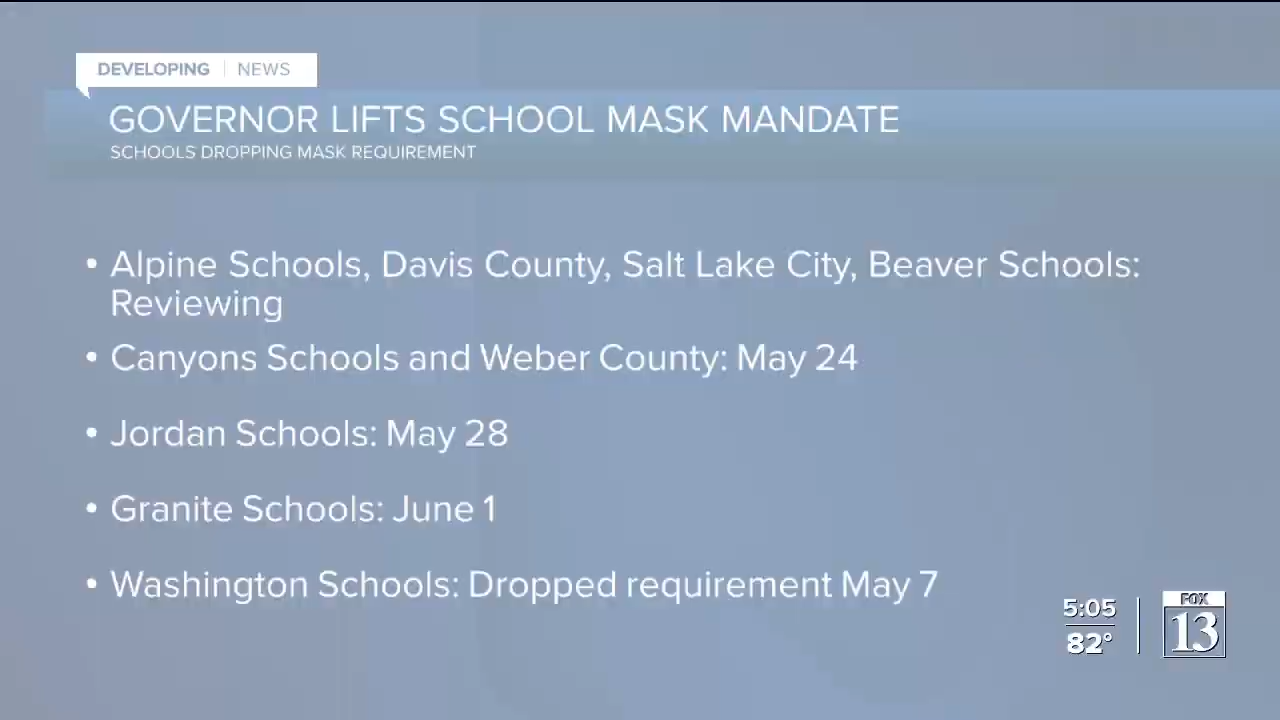 DEVELOPING | NEWS
GOVERNOR LIFTS SCHOOL MASK MANDATE
SCHOOLS DROPPING MASK REQUIREMENT
• Alpine Schools, Davis County, Salt Lake City, Beaver Schools:
Reviewing
• Canyons Schools and Weber County: May 24
• Jordan Schools: May 28
• Granite Schools: June 1
• Washington Schools: Dropped requirement May 7
5:05
82°
FOX
13